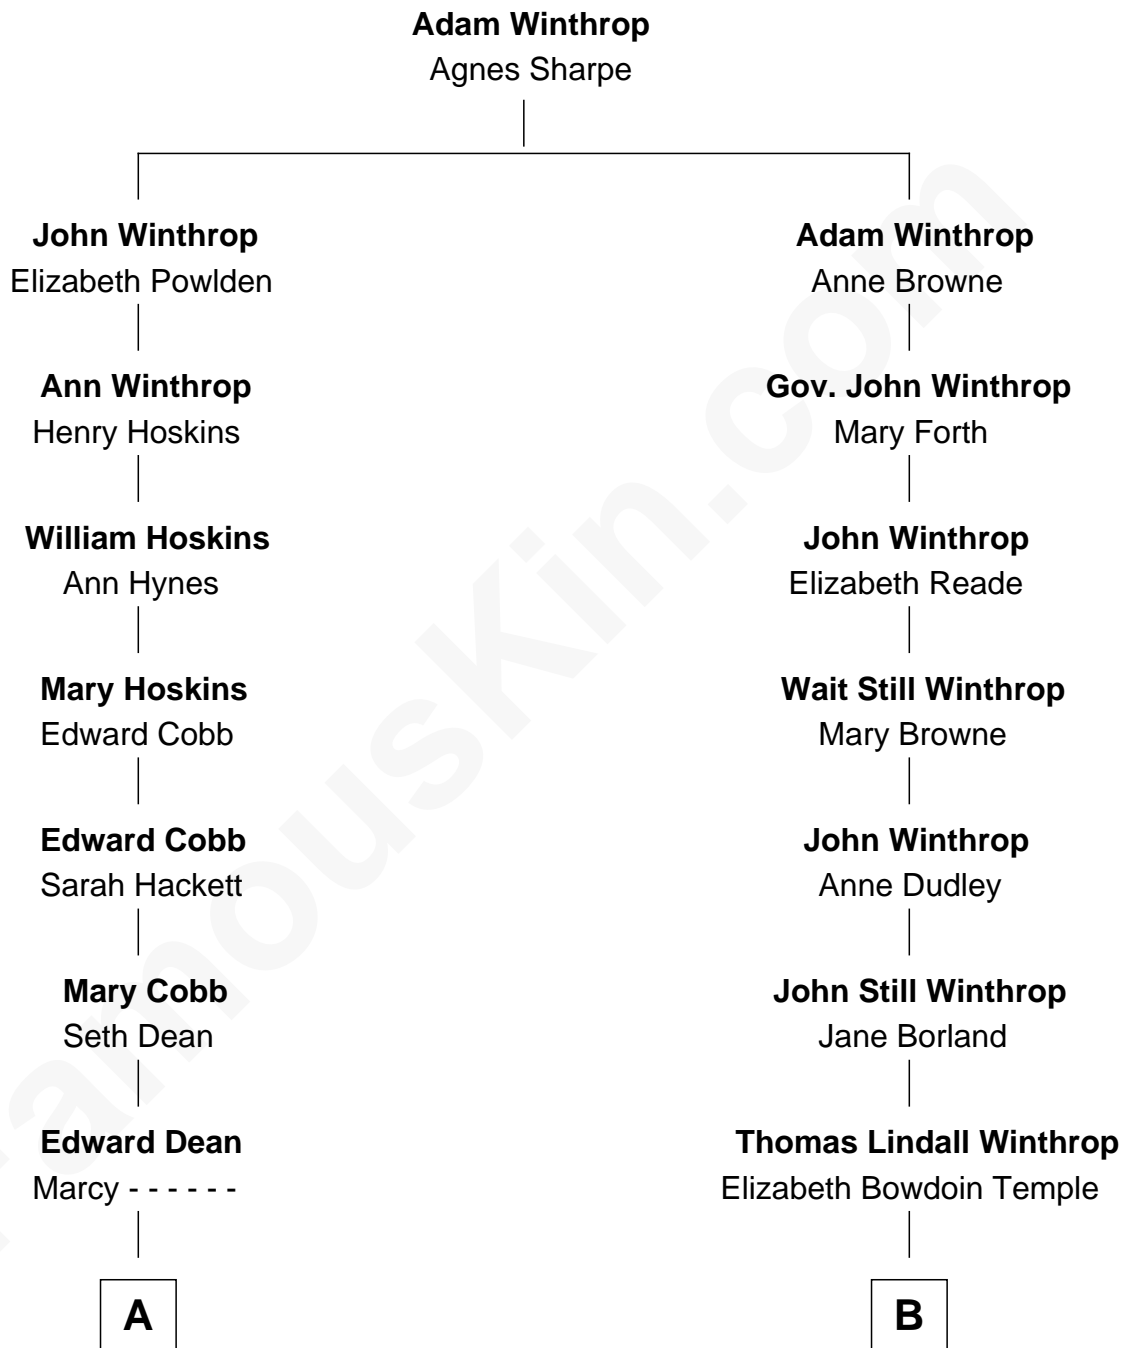 Adam Winthrop
Agnes Sharpe
John Winthrop
Elizabeth Powlden
Adam Winthrop
Anne Browne
Ann Winthrop
Henry Hoskins
Gov. John Winthrop
Mary Forth
William Hoskins
Ann Hynes
John Winthrop
Elizabeth Reade
Mary Hoskins
Edward Cobb
Wait Still Winthrop
Mary Browne
Edward Cobb
Sarah Hackett
John Winthrop
Anne Dudley
Mary Cobb
Seth Dean
John Still Winthrop
Jane Borland
Edward Dean
Marcy - - - - - -
Thomas Lindall Winthrop
Elizabeth Bowdoin Temple
A
B
FamousKin.com